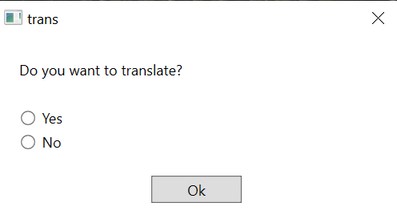 trans
Do you want to translate?
Yes
No
Ok